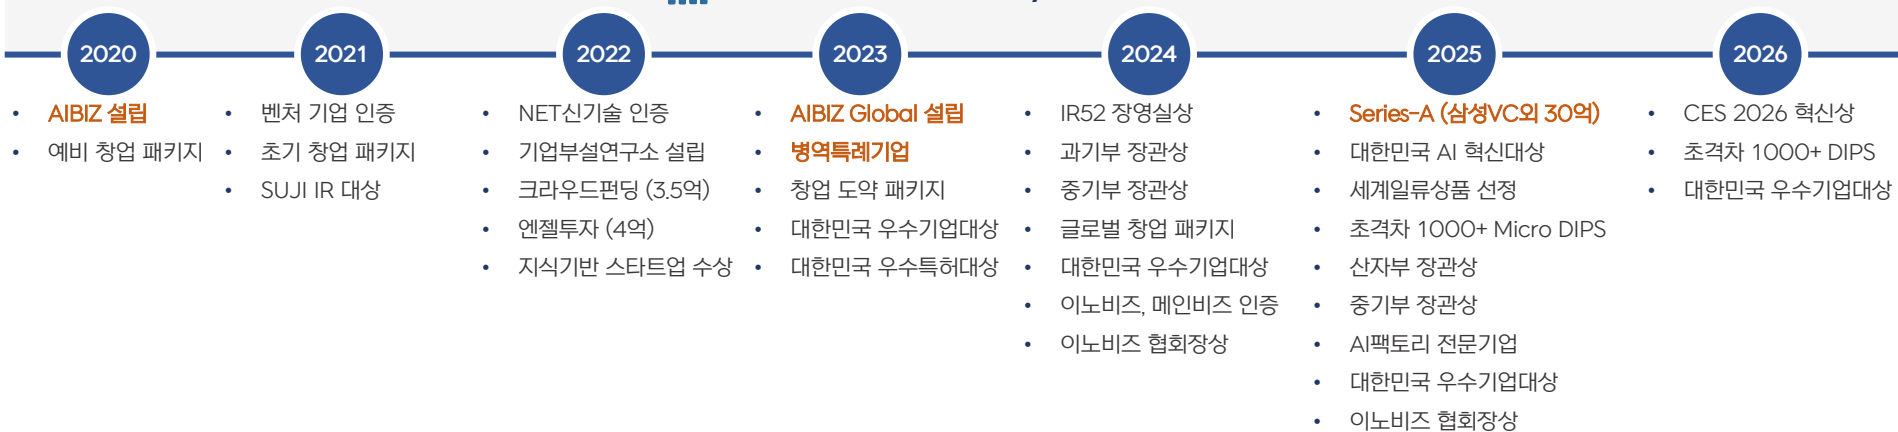 2020
AIBIZ 설립
예비 창업 패키지
2021
벤처 기업 인증
초기 창업 패키지
SUJI IR 대상
2022
NET신기술 인증
기업부설연구소 설립
크라우드펀딩 (3.5억)
엔젤투자 (4억)
지식기반 스타트업 수상
2023
AIBIZ Global 설립
병역특례기업
창업 도약 패키지
대한민국 우수기업대상
대한민국 우수특허대상
2024
IR52 장영실상
과기부 장관상
중기부 장관상
글로벌 창업 패키지
대한민국 우수기업대상
이노비즈, 메인비즈 인증
이노비즈 협회장상
2025
Series-A (삼성VC외 30억)
대한민국 AI 혁신대상
세계일류상품 선정
초격차 1000+ Micro DIPS
산자부 장관상
중기부 장관상
AI팩토리 전문기업
대한민국 우수기업대상
이노비즈 협회장상
2026
CES 2026 혁신상
초격차 1000+ DIPS
대한민국 우수기업대상